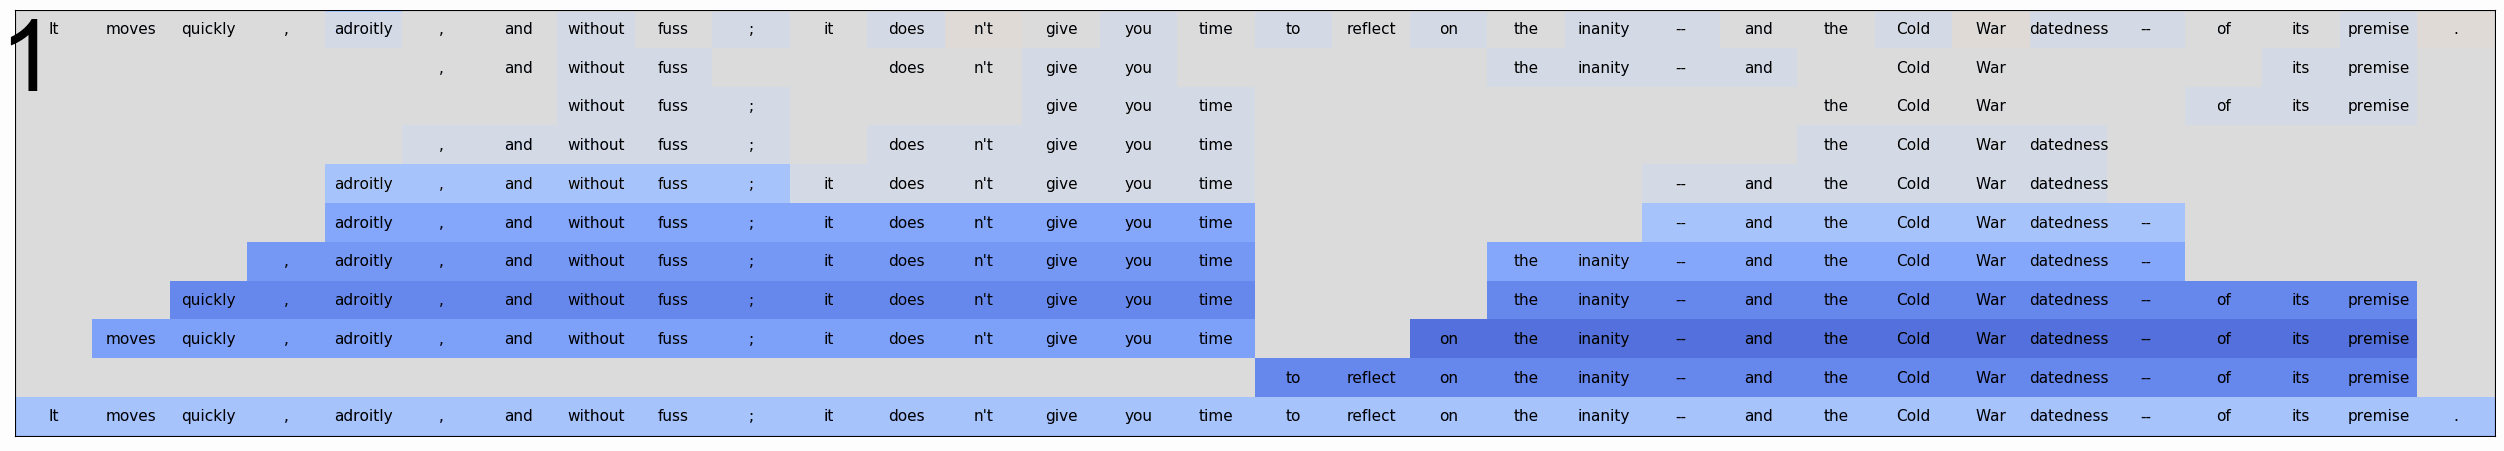 1
It moves quickly , adroitly , and without fuss ; it does n't give you time to reflect on the inanity -- and the Cold War datedness -- of its premise .
, and without fuss does n't give you the inanity -- and Cold War its premise
without fuss ; give you time the Cold War of its premise
, and without fuss ; does n't give you time the Cold War datedness
adroitly , and without fuss ; it does n't give you time -- and the Cold War datedness
adroitly , and without fuss ; it does n't give you time -- and the Cold War datedness --
, adroitly , and without fuss ; it does n't give you time the inanity -- and the Cold War datedness --
quickly , adroitly , and without fuss ; it does n't give you time the inanity -- and the Cold War datedness -- of its premise
moves quickly , adroitly , and without fuss ; it does n't give you time on the inanity -- and the Cold War datedness -- of its premise
to reflect on the inanity -- and the Cold War datedness -- of its premise
It moves quickly , adroitly , and without fuss ; it does n't give you time to reflect on the inanity -- and the Cold War datedness -- of its premise .